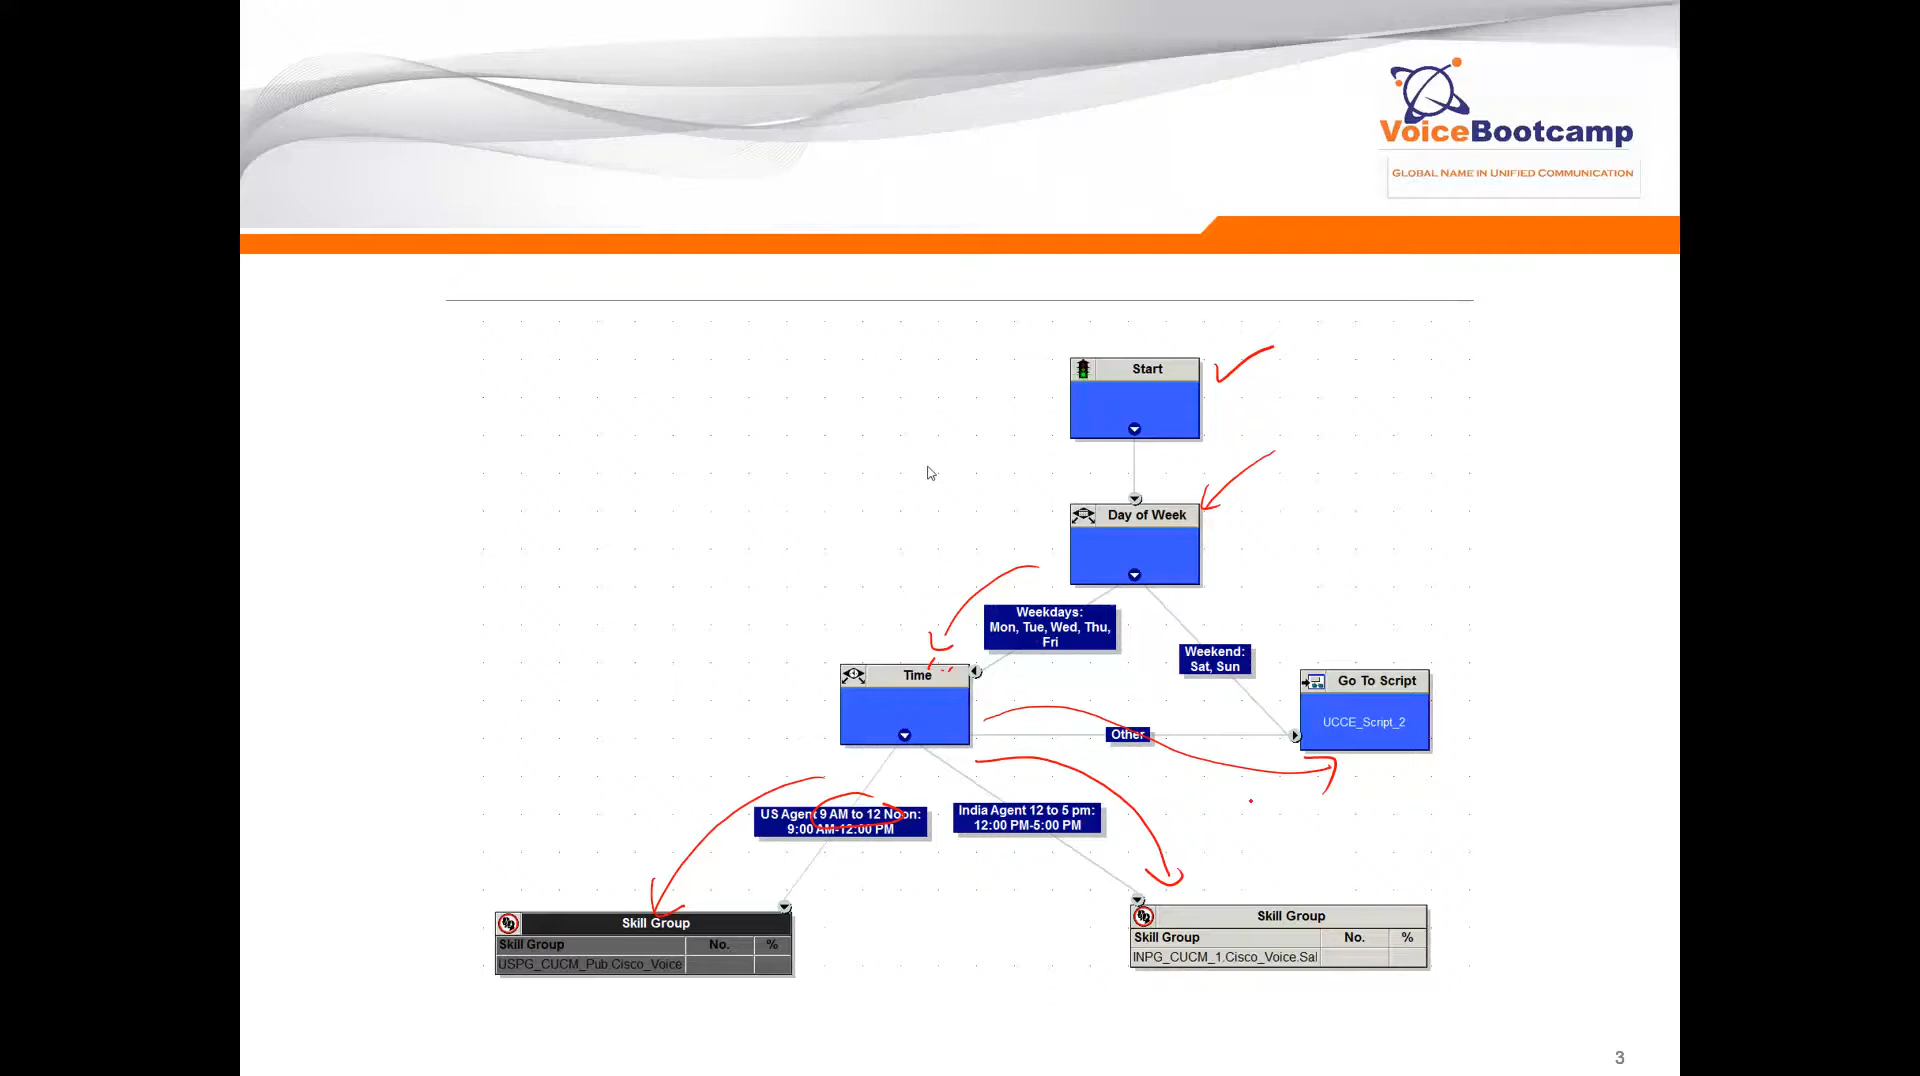 VoiceBootcamp
GLOBAL NAME IN UNIFIED COMMUNICATION
Start
Day of Week
Weekdays:
Mon, Tue, Wed, Thu,
Fri
Weekend:
Sat, Sun
Time
Go To Script
UCCE_Script_2
Other
US Agent 9 AM to 12 Noon:
9:00 AM-12:00 PM
India Agent 12 to 5 pm:
12:00 PM-5:00 PM
Skill Group
Skill Group No. %
USPG_CUCM_Pub.Cisco_Voice
Skill Group
Skill Group No. %
INPG_CUCM_1.Cisco_Voice.Sal
3